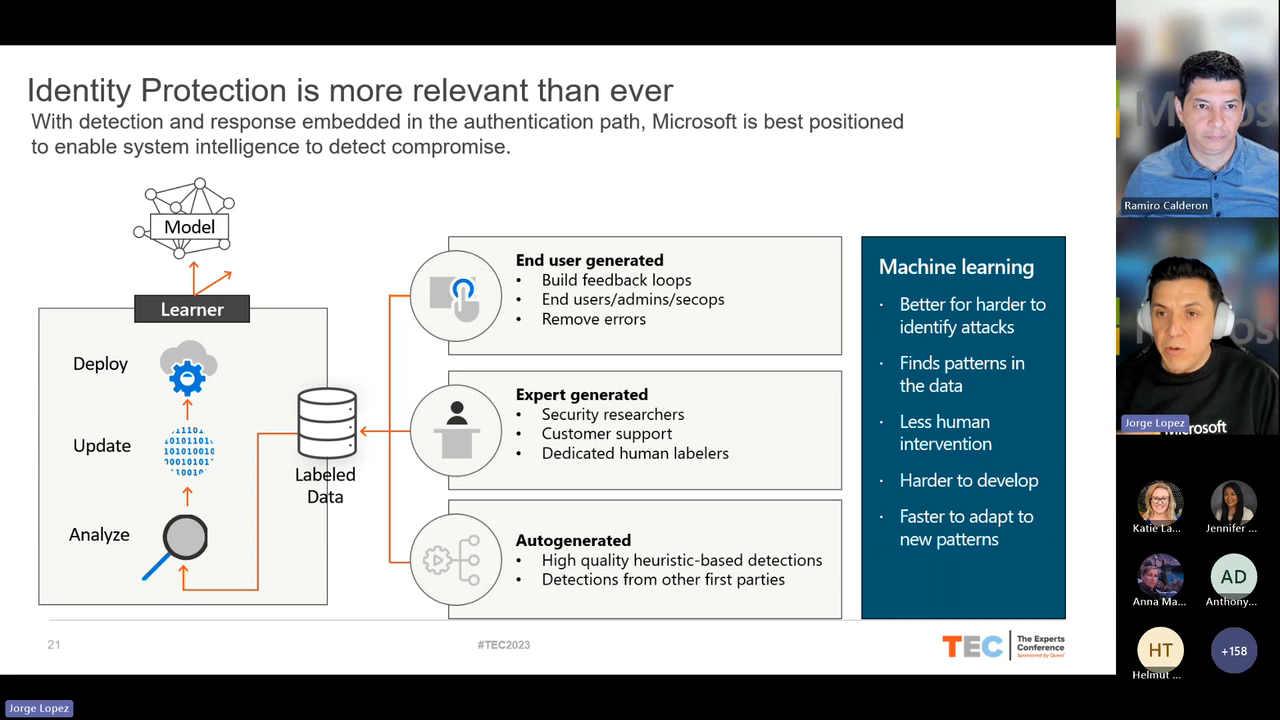 Identity Protection is more relevant than ever
With detection and response embedded in the authentication path, Microsoft is best positioned
to enable system intelligence to detect compromise.
Model
Learner
Deploy
Update
Analyze
Labeled
Data
End user generated
• Build feedback loops
• End users/admins/secops
• Remove errors
Expert generated
• Security researchers
• Customer support
• Dedicated human labelers
Autogenerated
• High quality heuristic-based detections
• Detections from other first parties
Machine learning
· Better for harder to
identify attacks
· Finds patterns in
the data
· Less human
intervention
· Harder to develop
· Faster to adapt to
new patterns
21
#TEC2023
TEC
The Experts
Conference
Sponsored by Quest
Ramiro Calderon
Jorge Lopez
Katie La...
Jennifer ...
Anna Ma...
AD
Anthony...
HT
Helmut ...
+158
Jorge Lopez